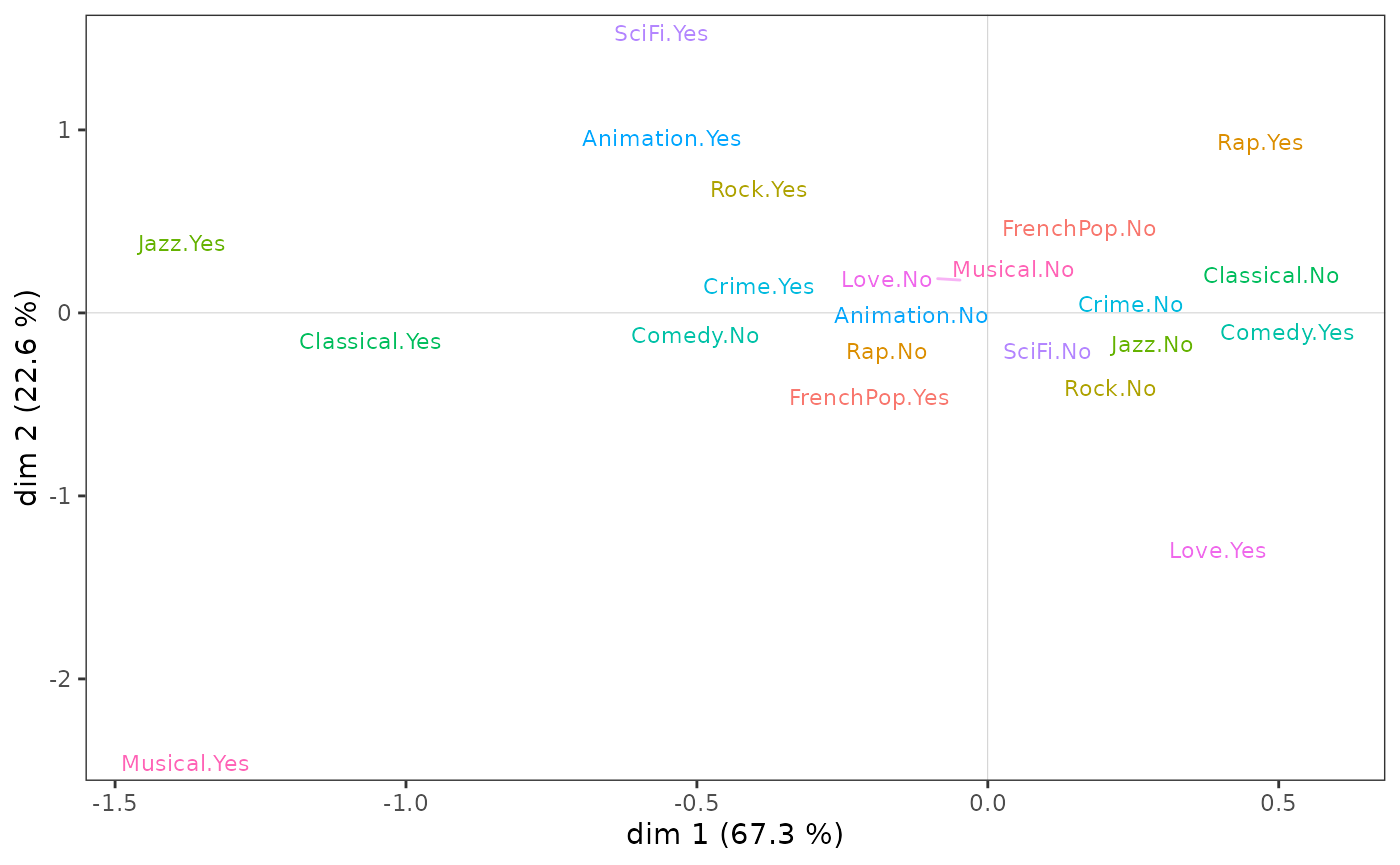 SciFi.Yes
1
Animation.Yes
Rap.Yes
Rock.Yes
FrenchPop.No
Jazz.Yes
Musical.No
Love.No
Classical.No
Crime.Yes
Crime.No
0
Animation.No
Comedy.Yes
Comedy.No
Classical.Yes
Jazz.No
Rap.No
SciFi.No
Rock.No
FrenchPop.Yes
dim 2 (22.6 %)
-1
Love.Yes
-2
Musical.Yes
-1.5 -1.0 -0.5 0.0 0.5
dim 1 (67.3 %)